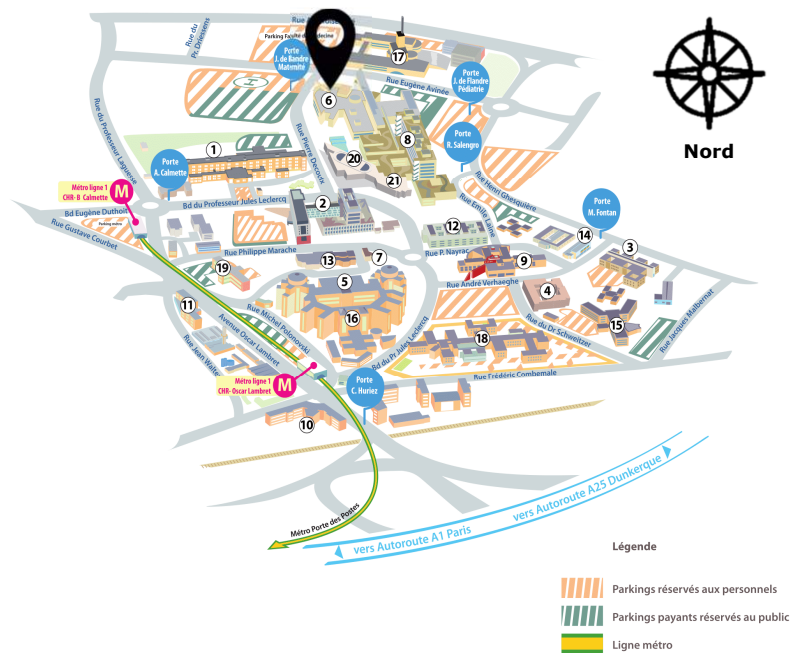 Rue du
Pr. Driessens
Parking Faculté
17
Nord
Porte
J. de Flandre
Maternité
Rue Eugène Avinée
Porte
J. de Flandre
Pédiatrie
H
6
Rue du Professeur Laguesse
Rue Pierre Decoulx
Porte
R. Salengro
1
8
20
21
Porte
A. Calmette
Métro ligne 1
CHR- B Calmette
M
Rue Henri Ghesquière
Bd du Professeur Jules Leclercq
2
Rue Emile Laine
Porte
M. Fontan
Bd Eugène Duthoit
Parking métro
Rue Gustave Courbet
12
14
3
Rue Philippe Marache
13
7
Rue P. Nayrac
9
19
5
Rue André Verhaeghe
4
11
16
15
Rue Jacques Malbernat
Rue Michel Polonovski
Avenue Oscar Lambret
Rue du Dr Schweitzer
18
Bd du Pr Jules Leclercq
Rue Jean Walter
Métro ligne 1
CHR- Oscar Lambret
M
Porte
C. Huriez
Rue Frédéric Combemale
10
Métro Porte des Postes
vers Autoroute A1 Paris
vers Autoroute A25 Dunkerque
Légende
Parkings réservés aux personnels
Parkings payants réservés au public
Ligne métro